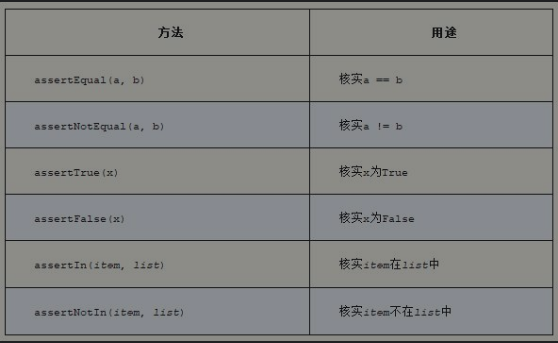 方法 用途
assertEqual(a, b) 核实a == b
assertNotEqual(a, b) 核实a != b
assertTrue(x) 核实x为True
assertFalse(x) 核实x为False
assertIn(item, list) 核实item在list中
assertNotIn(item, list) 核实item不在list中